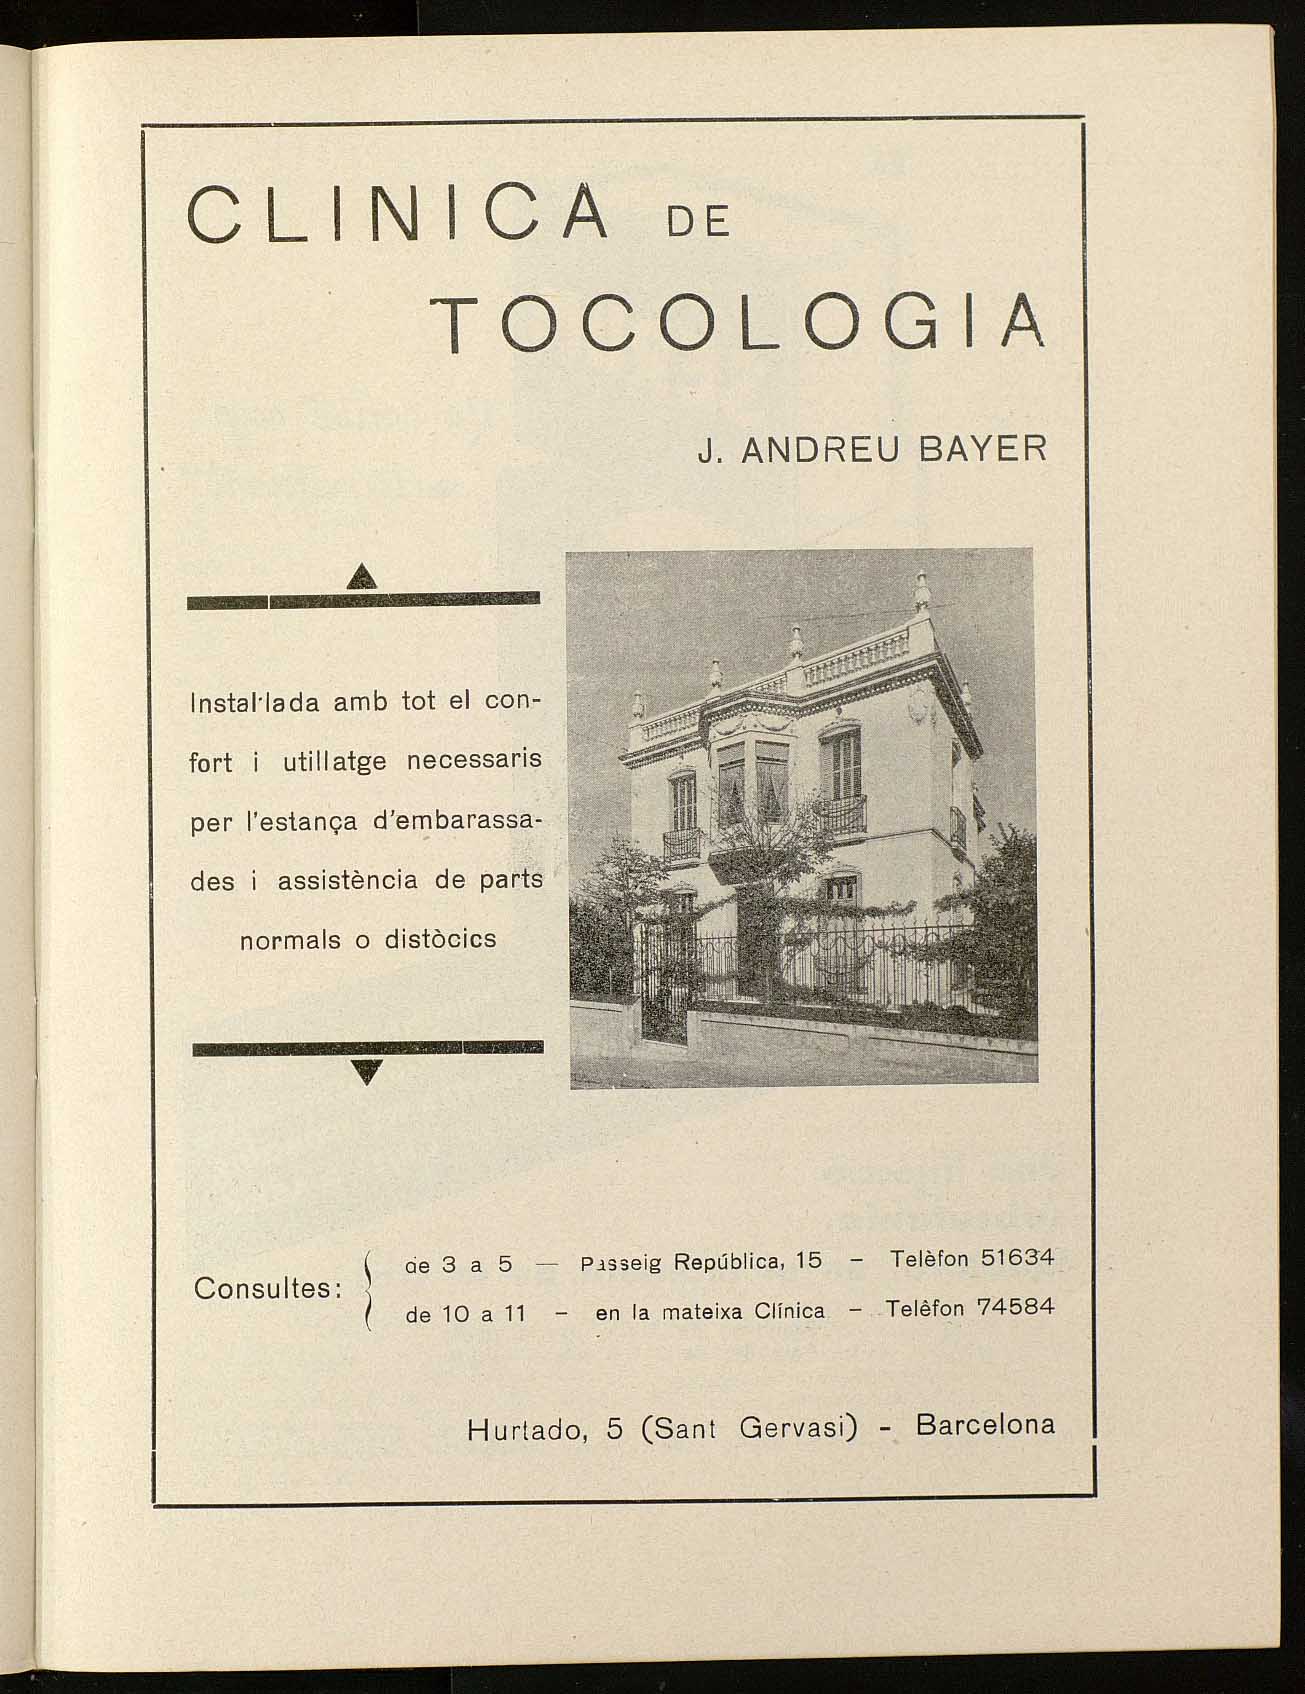 CLINICA DE
TOCOLOGIA
J. ANDREU BAYER
Instal·lada amb tot el con-
fort i utillatge necessaris
per l'estança d'embarassa-
des i assistència de parts
normals o distòcics
Consultes:
de 3 a 5 — Passeig República, 15 - Telèfon 51634
de 10 a 11 - en la mateixa Clínica - Telêfon 74584
Hurtado, 5 (Sant Gervasi) - Barcelona